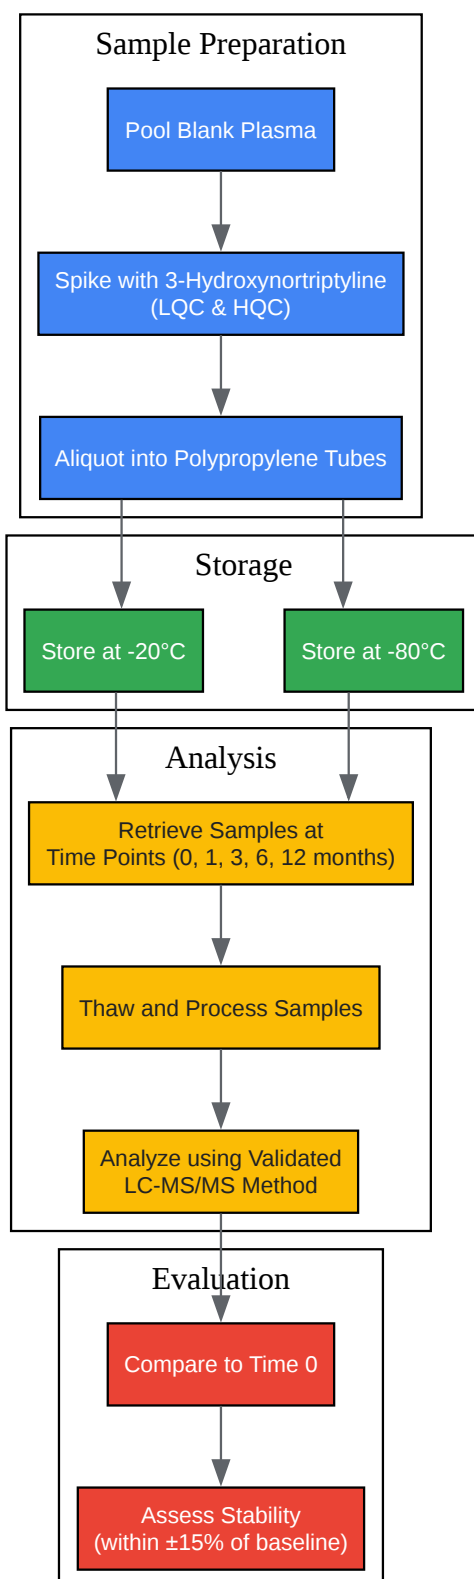 Sample Preparation
Pool Blank Plasma
Spike with 3-Hydroxynortriptyline
(LQC & HQC)
Aliquot into Polypropylene Tubes
Storage
Store at -20°C
Store at -80°C
Analysis
Retrieve Samples at
Time Points (0, 1, 3, 6, 12 months)
Thaw and Process Samples
Analyze using Validated
LC-MS/MS Method
Evaluation
Compare to Time 0
Assess Stability
(within ±15% of baseline)